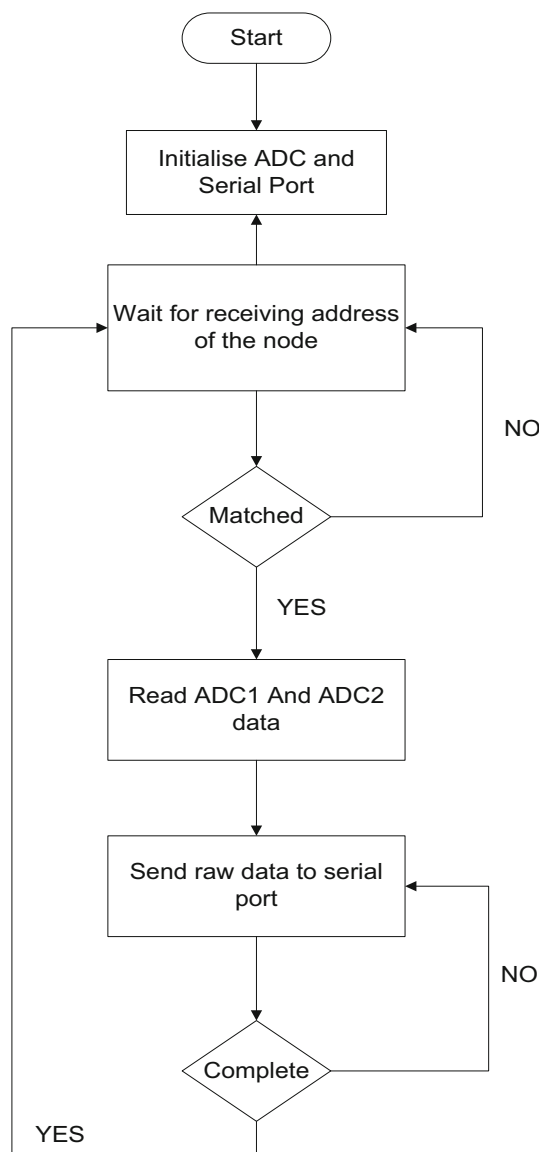 Start
Initialise ADC and
Serial Port
Wait for receiving address
of the node
NO
Matched
YES
Read ADC1 And ADC2
data
Send raw data to serial
port
NO
Complete
YES